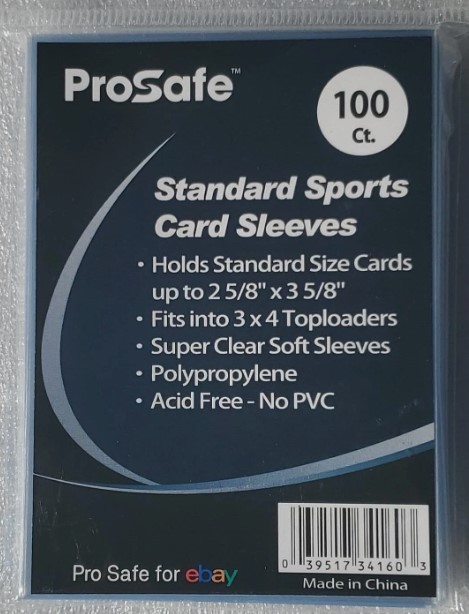 ProSafe™
100
Ct.
Standard Sports
Card Sleeves
• Holds Standard Size Cards
up to 2 5/8" x 3 5/8"
• Fits into 3 x 4 Toploaders
• Super Clear Soft Sleeves
• Polypropylene
• Acid Free - No PVC
Pro Safe for ebay
0 39517 34160 3
Made in China